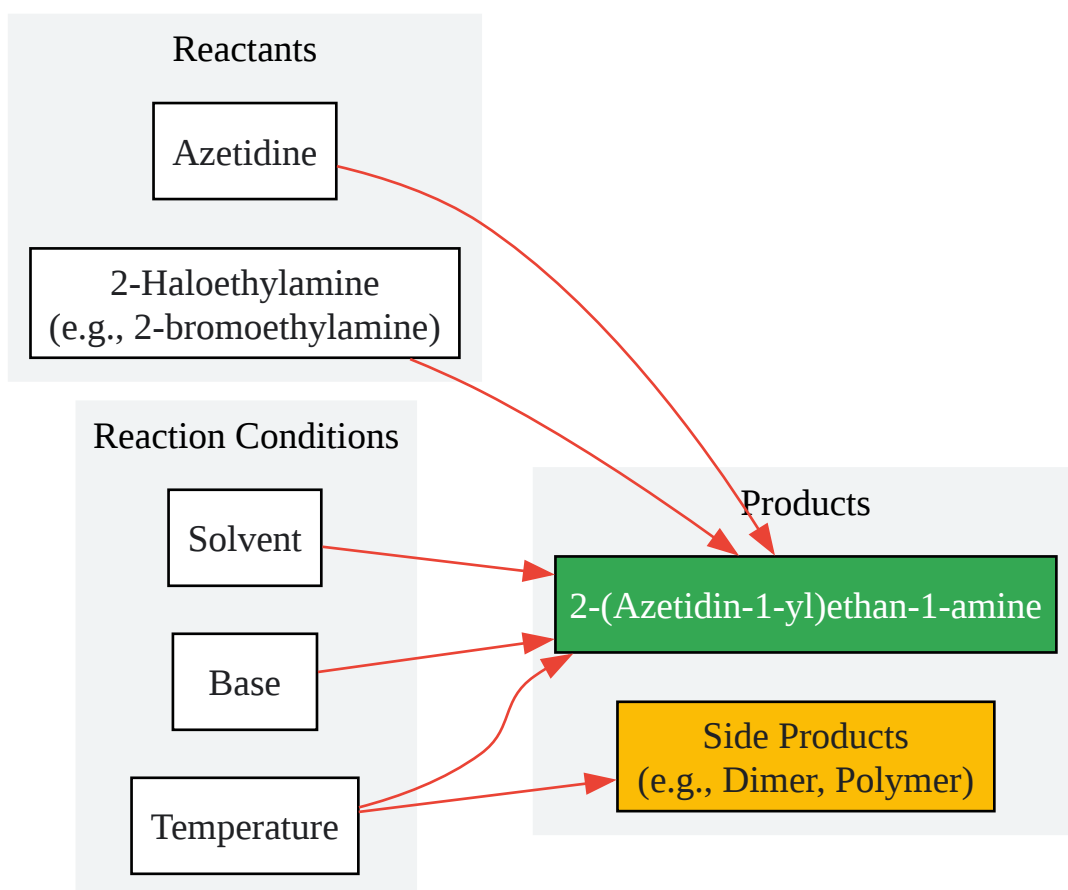 Reactants
Azetidine
2-Haloethylamine
(e.g., 2-bromoethylamine)
Reaction Conditions
Solvent
Base
Temperature
Products
2-(Azetidin-1-yl)ethan-1-amine
Side Products
(e.g., Dimer, Polymer)